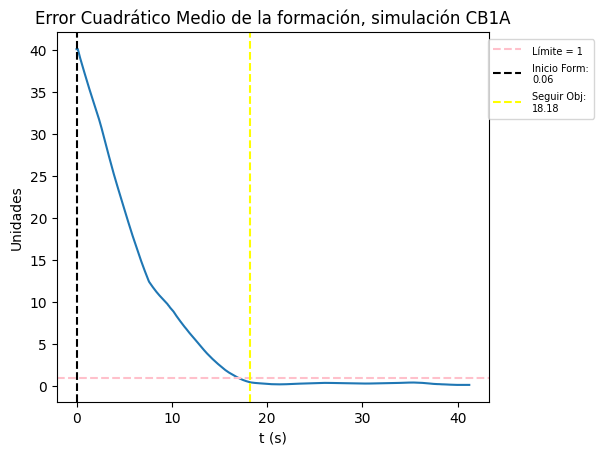 Error Cuadrático Medio de la formación, simulación CB1A
Límite = 1
Inicio Form:
0.06
Seguir Obj:
18.18
40
35
30
25
20
15
10
5
0
Unidades
0 10 20 30 40
t (s)